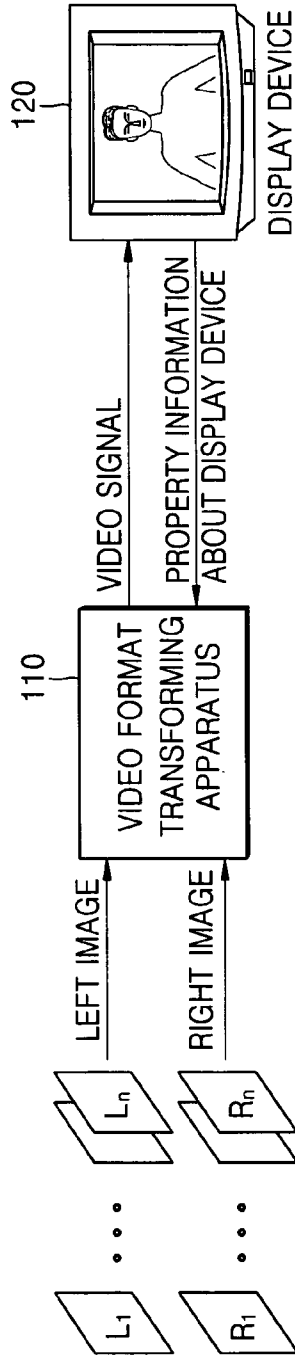 L1
Ln
R1
Rn
LEFT IMAGE
RIGHT IMAGE
110
VIDEO FORMAT
TRANSFORMING
APPARATUS
VIDEO SIGNAL
PROPERTY INFORMATION
ABOUT DISPLAY DEVICE
120
DISPLAY DEVICE